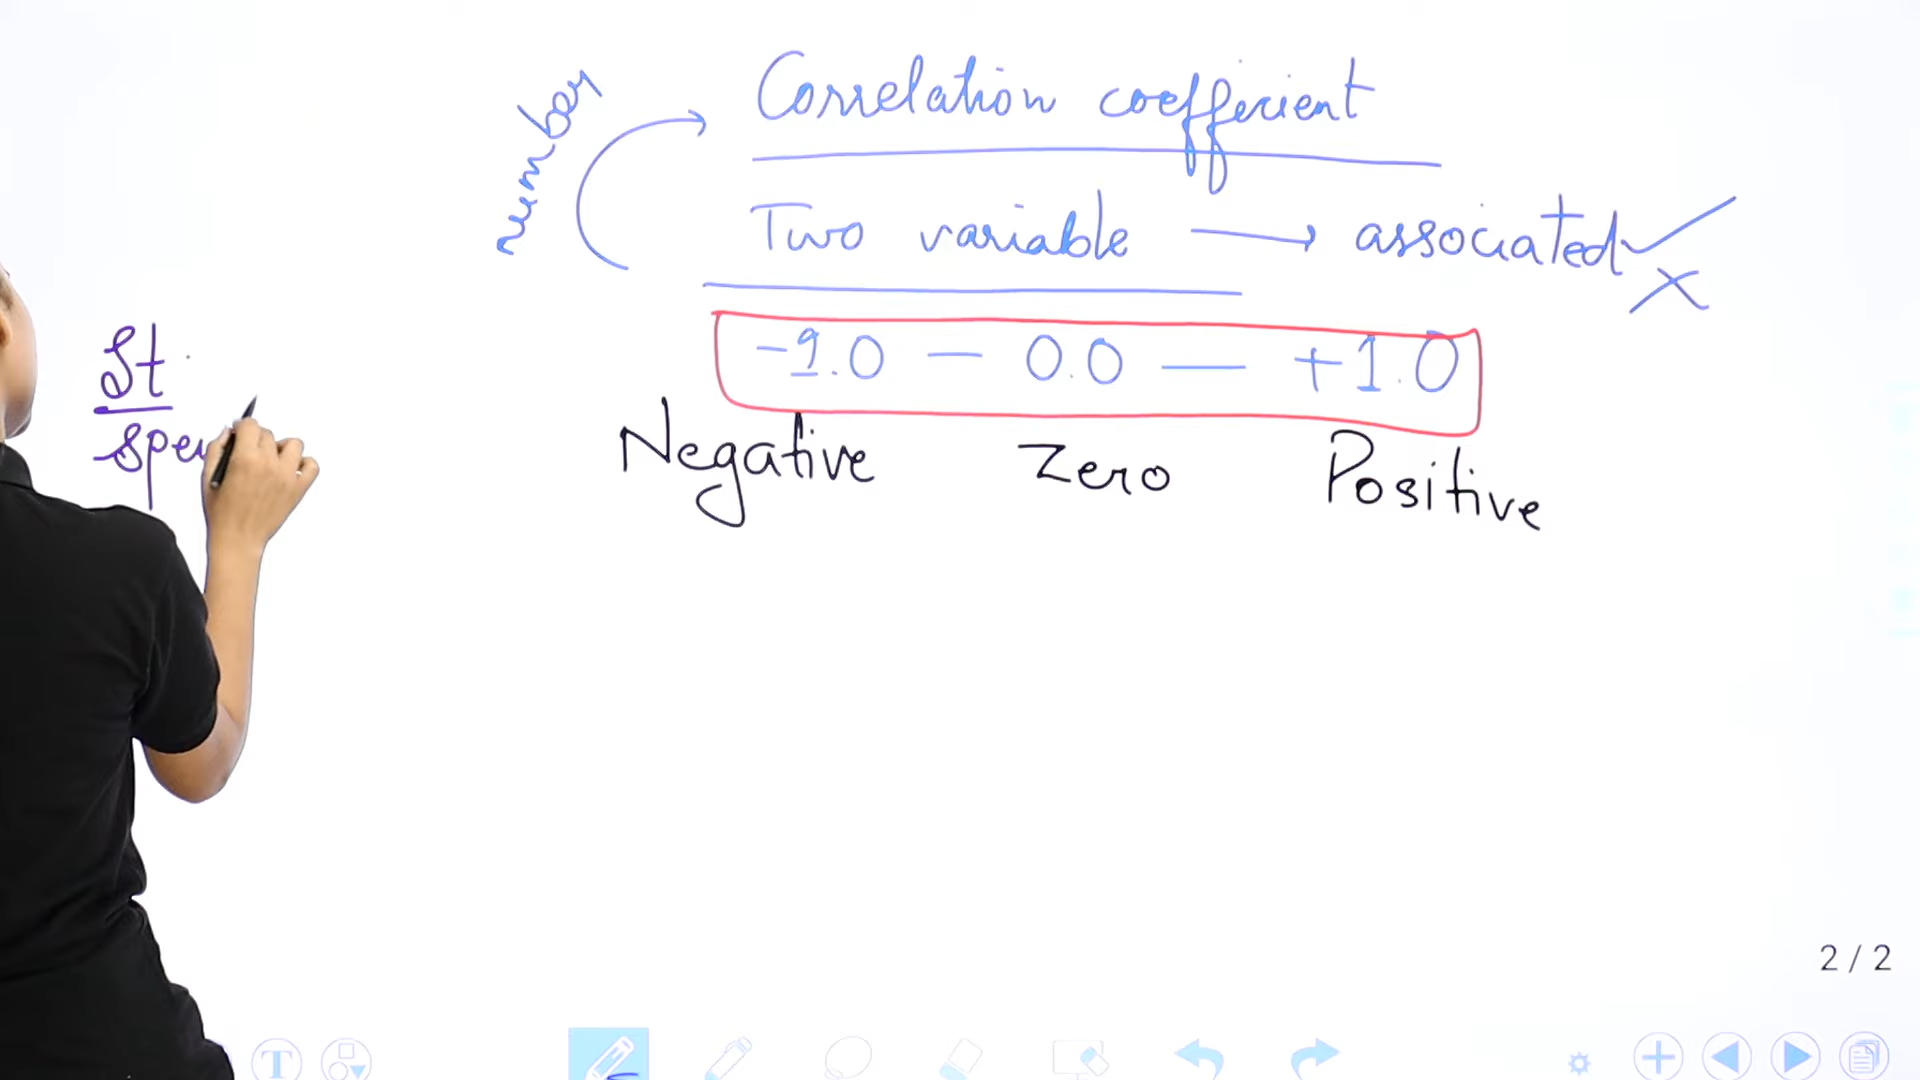 Correlation coefficient
number
Two variable → associated ✓
x
-1.0 — 0.0 — +1.0
Negative Zero Positive
St
2 / 2
T